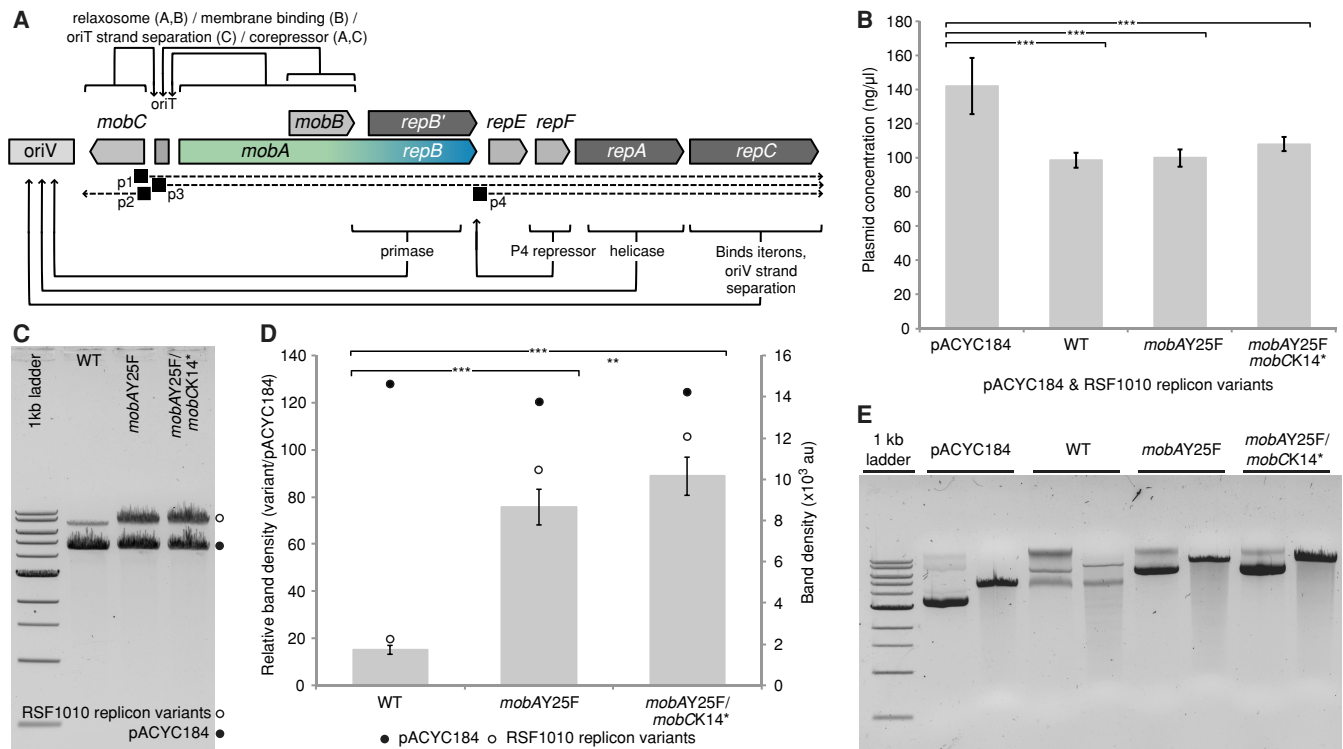 A
relaxosome (A,B) / membrane binding (B) /
oriT strand separation (C) / corepressor (A,C)
oriT
mobC
mobB
repB'
repE
repF
oriV
mobA
repB
repA
repC
p1
p2
p3
p4
primase
P4 repressor
helicase
Binds iterons,
oriV strand
separation
B
***
***
***
Plasmid concentration (ng/µl)
180
160
140
120
100
80
60
40
20
0
pACYC184
WT
mobAY25F
mobAY25F
mobCK14*
pACYC184 & RSF1010 replicon variants
C
1kb ladder
WT
mobAY25F
mobAY25F/
mobCK14*
RSF1010 replicon variants
pACYC184
D
***
**
***
Relative band density (variant/pACYC184)
140
120
100
80
60
40
20
0
Band density (x10³ au)
16
14
12
10
8
6
4
2
0
WT
mobAY25F
mobAY25F/
mobCK14*
pACYC184
RSF1010 replicon variants
E
1 kb
ladder
pACYC184
WT
mobAY25F
mobAY25F/
mobCK14*